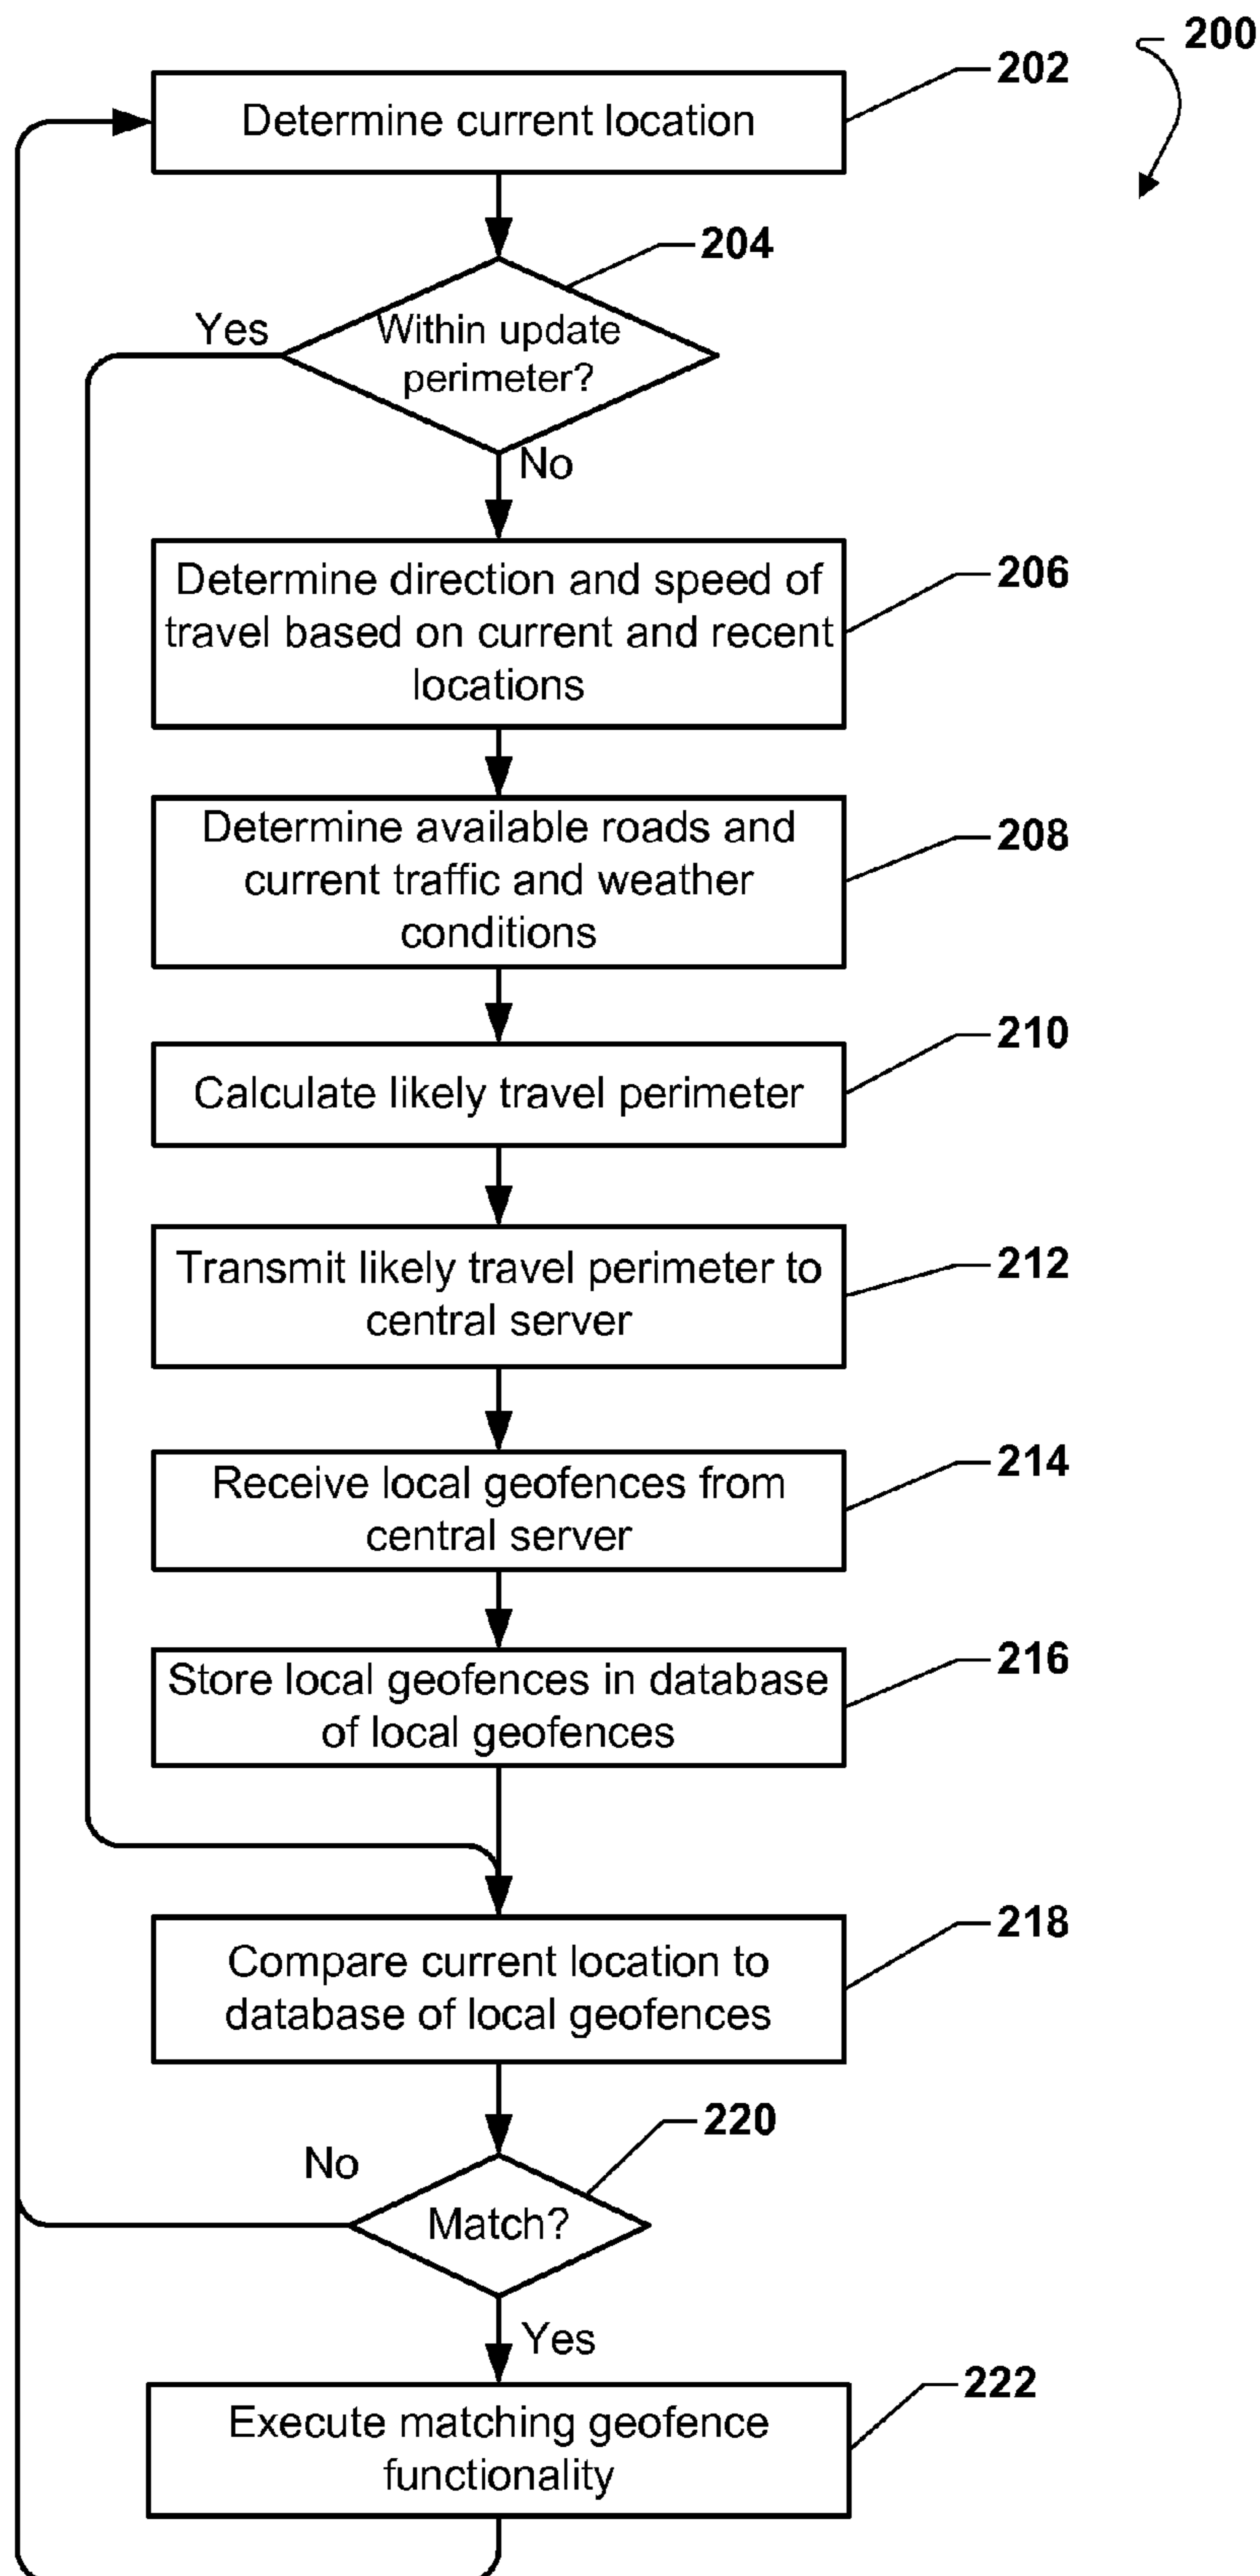 200
202
Determine current location
204
Yes
Within update
perimeter?
No
206
Determine direction and speed of
travel based on current and recent
locations
208
Determine available roads and
current traffic and weather
conditions
210
Calculate likely travel perimeter
212
Transmit likely travel perimeter to
central server
214
Receive local geofences from
central server
216
Store local geofences in database
of local geofences
218
Compare current location to
database of local geofences
220
No
Match?
Yes
222
Execute matching geofence
functionality